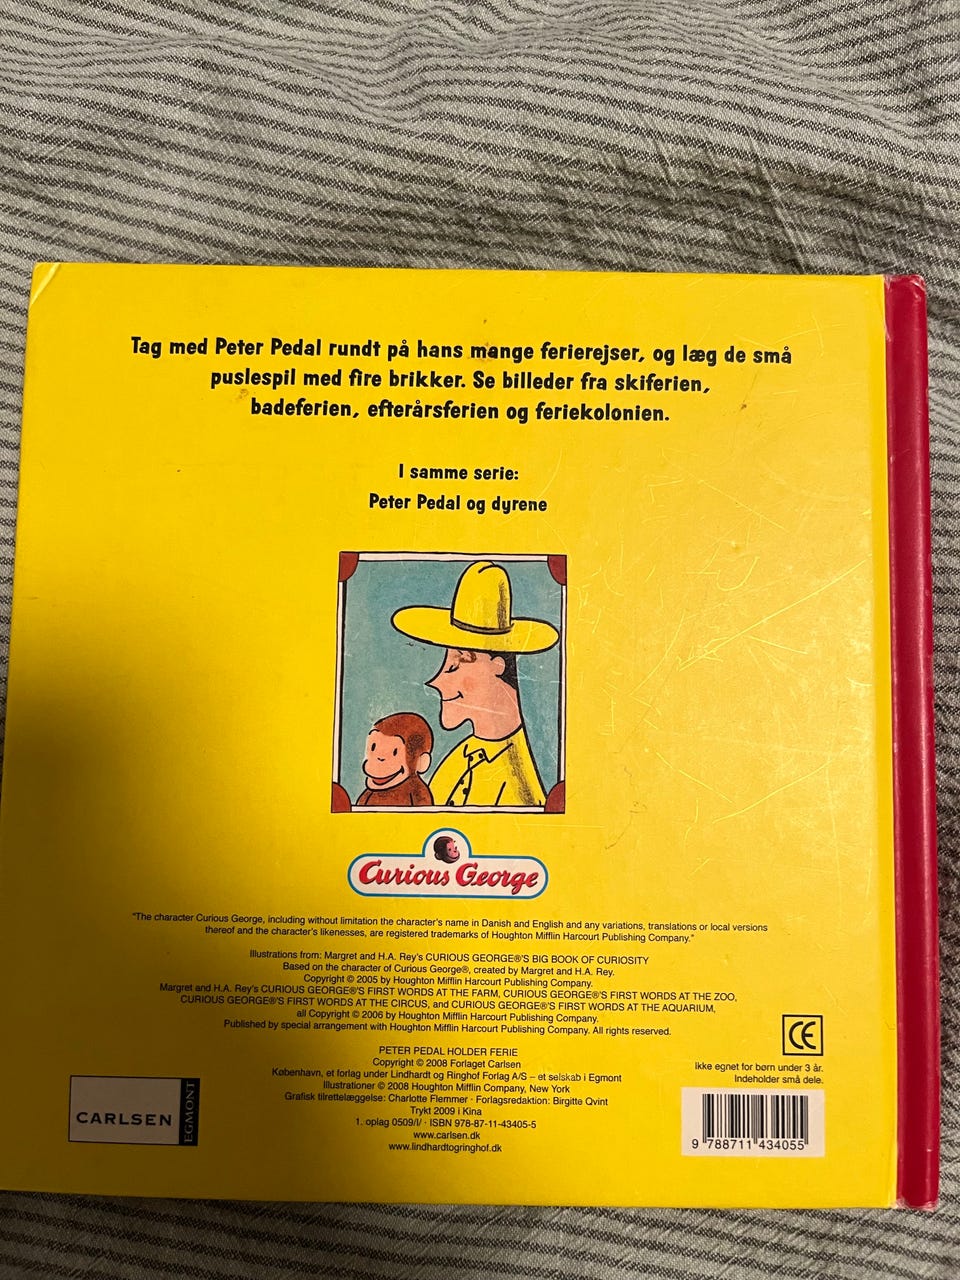 Tag med Peter Pedal rundt på hans mange ferierejser, og læg de små
puslespil med fire brikker. Se billeder fra skiferien,
badeferien, efterårsferien og feriekolonien.
I samme serie:
Peter Pedal og dyrene
Curious George
"The character Curious George, including without limitation the character's name in Danish and English and any variations, translations or local versions
thereof and the character's likenesses, are registered trademarks of Houghton Mifflin Harcourt Publishing Company."
Illustrations from: Margret and H.A. Rey's CURIOUS GEORGE®'S BIG BOOK OF CURIOSITY
Based on the character of Curious George®, created by Margret and H.A. Rey.
Copyright © 2005 by Houghton Mifflin Harcourt Publishing Company.
Margret and H.A. Rey's CURIOUS GEORGE®'S FIRST WORDS AT THE FARM, CURIOUS GEORGE®'S FIRST WORDS AT THE ZOO,
CURIOUS GEORGE®'S FIRST WORDS AT THE CIRCUS, and CURIOUS GEORGE®'S FIRST WORDS AT THE AQUARIUM,
all Copyright © 2006 by Houghton Mifflin Harcourt Publishing Company.
Published by special arrangement with Houghton Mifflin Harcourt Publishing Company. All rights reserved.
PETER PEDAL HOLDER FERIE
Copyright © 2008 Forlaget Carlsen
København, et forlag under Lindhardt og Ringhof Forlag A/S – et selskab i Egmont
Illustrationer © 2008 Houghton Mifflin Company, New York
Grafisk tilrettelæggelse: Charlotte Flemmer · Forlagsredaktion: Birgitte Qvint
Trykt 2009 i Kina
1. oplag 0509/I/ · ISBN 978-87-11-43405-5
www.carlsen.dk
www.lindhardtogringhof.dk
CARLSEN
EGMONT
CE
Ikke egnet for børn under 3 år.
Indeholder små dele.
9 788711 434055